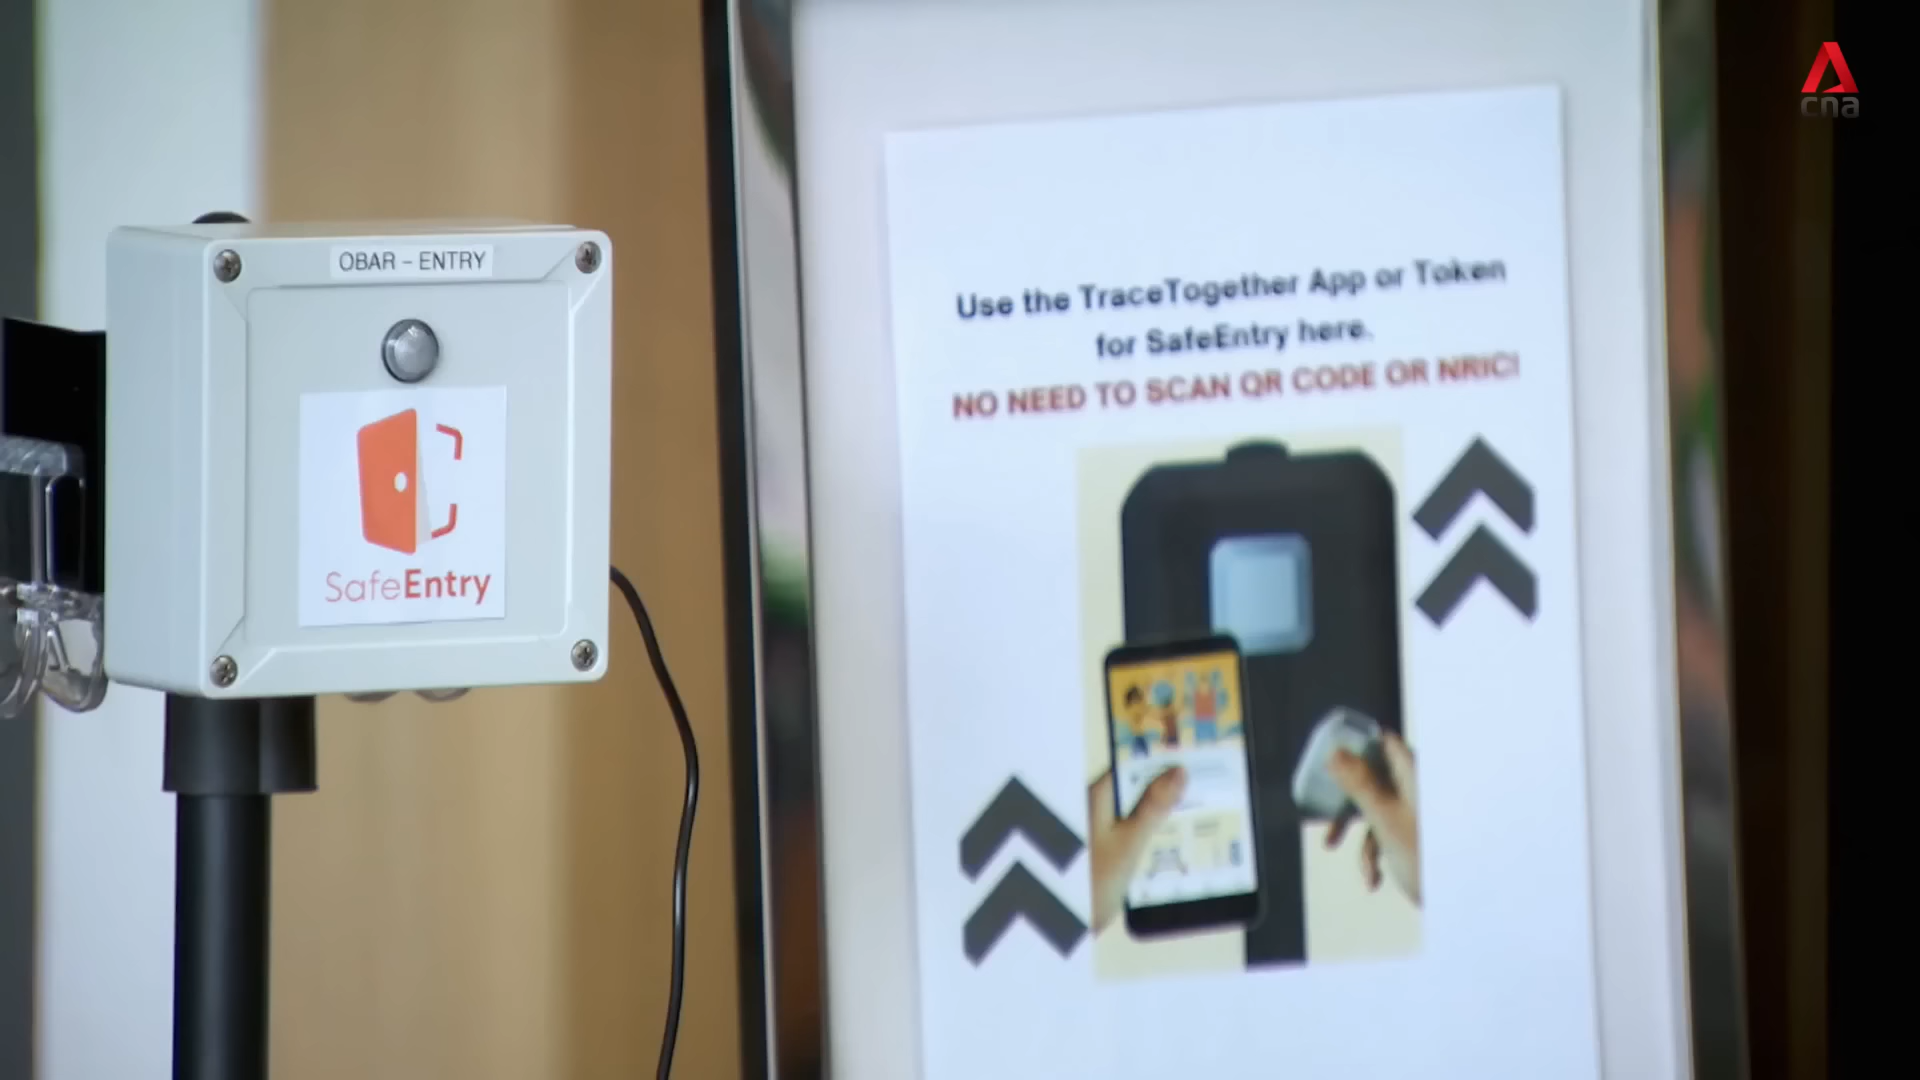 OBAR – ENTRY
SafeEntry
Use the TraceTogether App or Token
for SafeEntry here.
NO NEED TO SCAN QR CODE OR NRIC!
cna